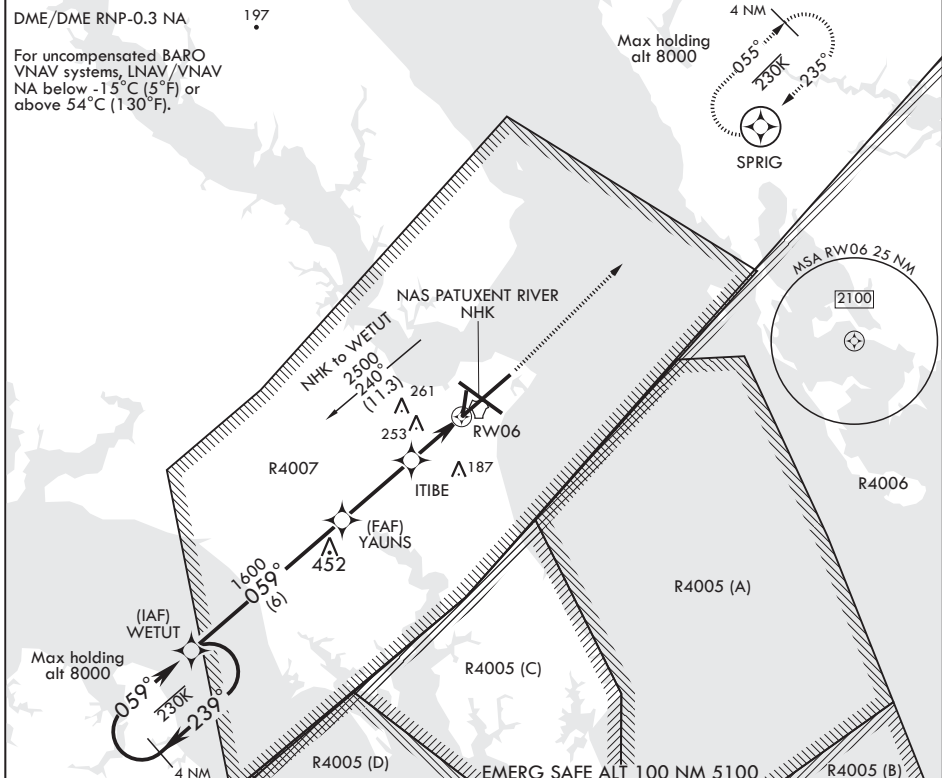 DME/DME RNP-0.3 NA
197
For uncompensated BARO
VNAV systems, LNAV/VNAV
NA below -15°C (5°F) or
above 54°C (130°F).
4 NM
Max holding
alt 8000
055°
230K
235°
SPRIG
MSA RW06 25 NM
2100
NAS PATUXENT RIVER
NHK
NHK to WETUT
2500
240°
(11.3)
261
253
RW06
187
R4007
ITIBE
R4006
(FAF)
YAUNS
452
1600
059°
(6)
R4005 (A)
(IAF)
WETUT
Max holding
alt 8000
059°
230K
239°
4 NM
R4005 (C)
R4005 (D)
EMERG SAFE ALT 100 NM 5100
R4005 (B)